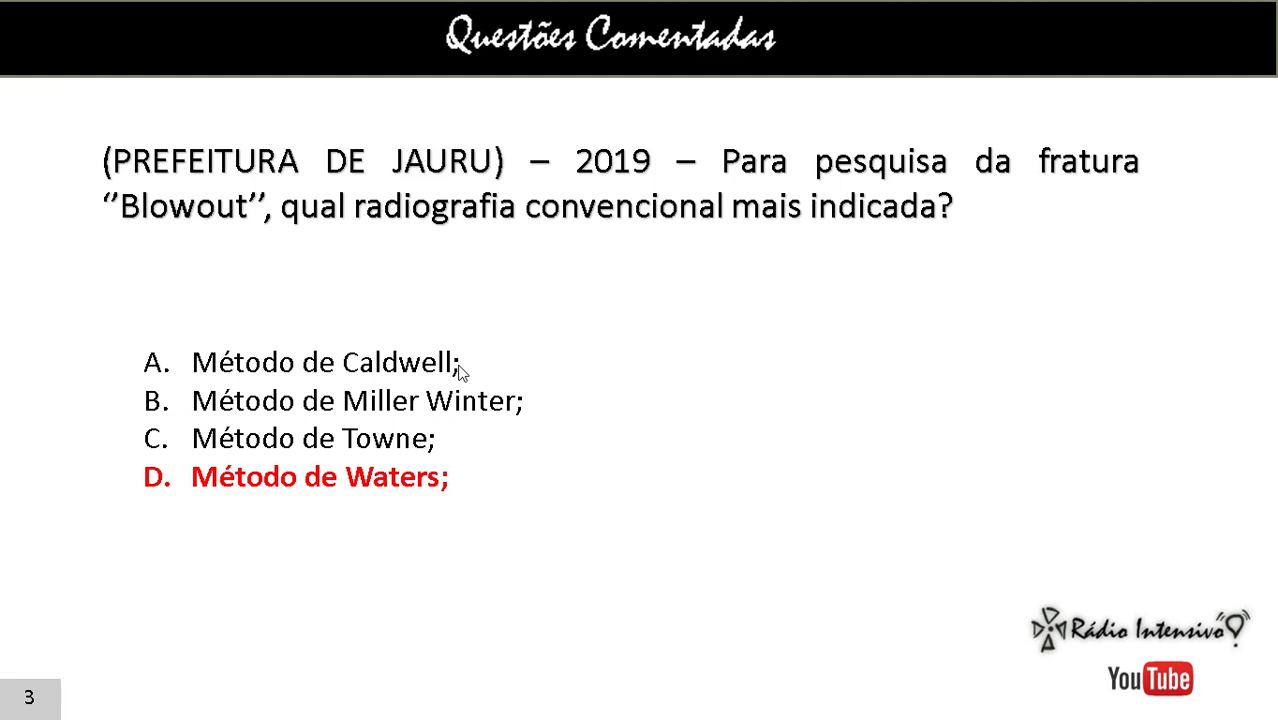 Questões Comentadas
(PREFEITURA DE JAURU) – 2019 – Para pesquisa da fratura
‘’Blowout’’, qual radiografia convencional mais indicada?
A. Método de Caldwell;
B. Método de Miller Winter;
C. Método de Towne;
D. Método de Waters;
Rádio Intensivo
YouTube
3